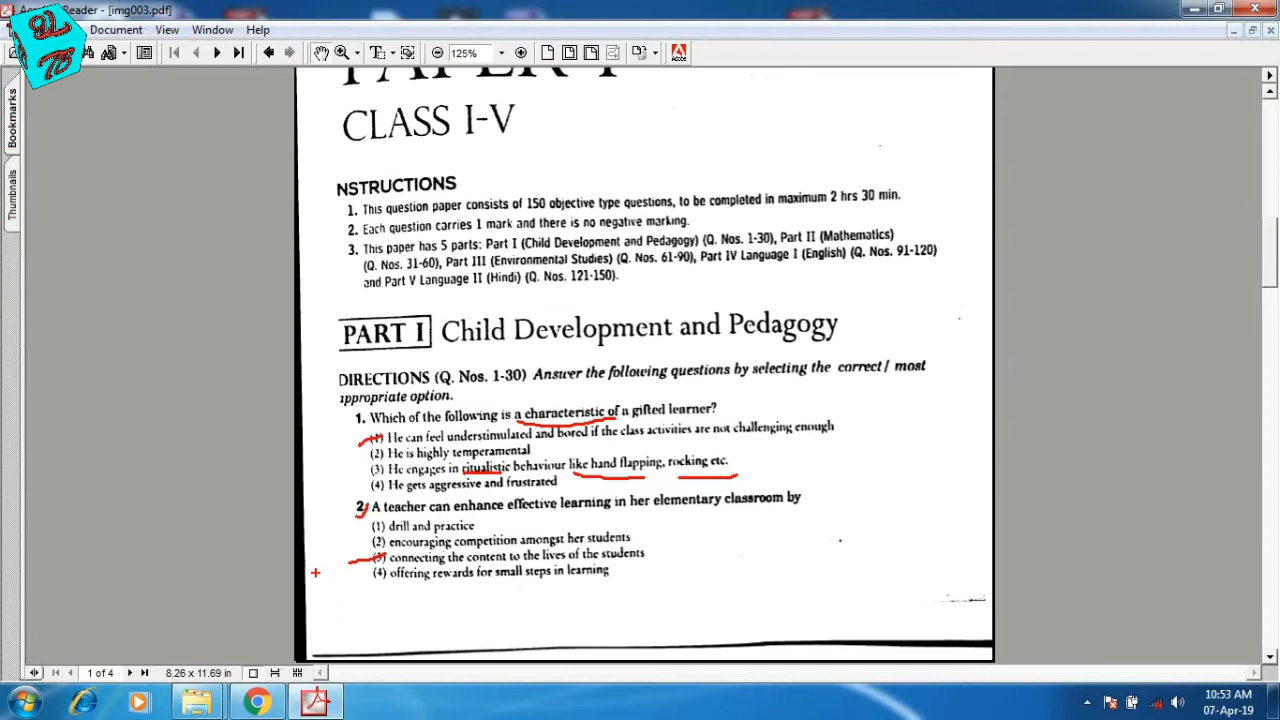 Reader - [img003.pdf]
Document View Window Help
125%
Bookmarks
Thumbnails
CLASS I-V
NSTRUCTIONS
1. This question paper consists of 150 objective type questions, to be completed in maximum 2 hrs 30 min.
2. Each question carries 1 mark and there is no negative marking.
3. This paper has 5 parts: Part I (Child Development and Pedagogy) (Q. Nos. 1-30), Part II (Mathematics)
(Q. Nos. 31-60), Part III (Environmental Studies) (Q. Nos. 61-90), Part IV Language I (English) (Q. Nos. 91-120)
and Part V Language II (Hindi) (Q. Nos. 121-150).
PART I Child Development and Pedagogy
DIRECTIONS (Q. Nos. 1-30) Answer the following questions by selecting the correct/ most
appropriate option.
1. Which of the following is a characteristic of a gifted learner?
(1) He can feel understimulated and bored if the class activities are not challenging enough
(2) He is highly temperamental
(3) He engages in ritualistic behaviour like hand flapping, rocking etc.
(4) He gets aggressive and frustrated
2. A teacher can enhance effective learning in her elementary classroom by
(1) drill and practice
(2) encouraging competition amongst her students
(3) connecting the content to the lives of the students
(4) offering rewards for small steps in learning
1 of 4
8.26 x 11.69 in
10:53 AM
07-Apr-19